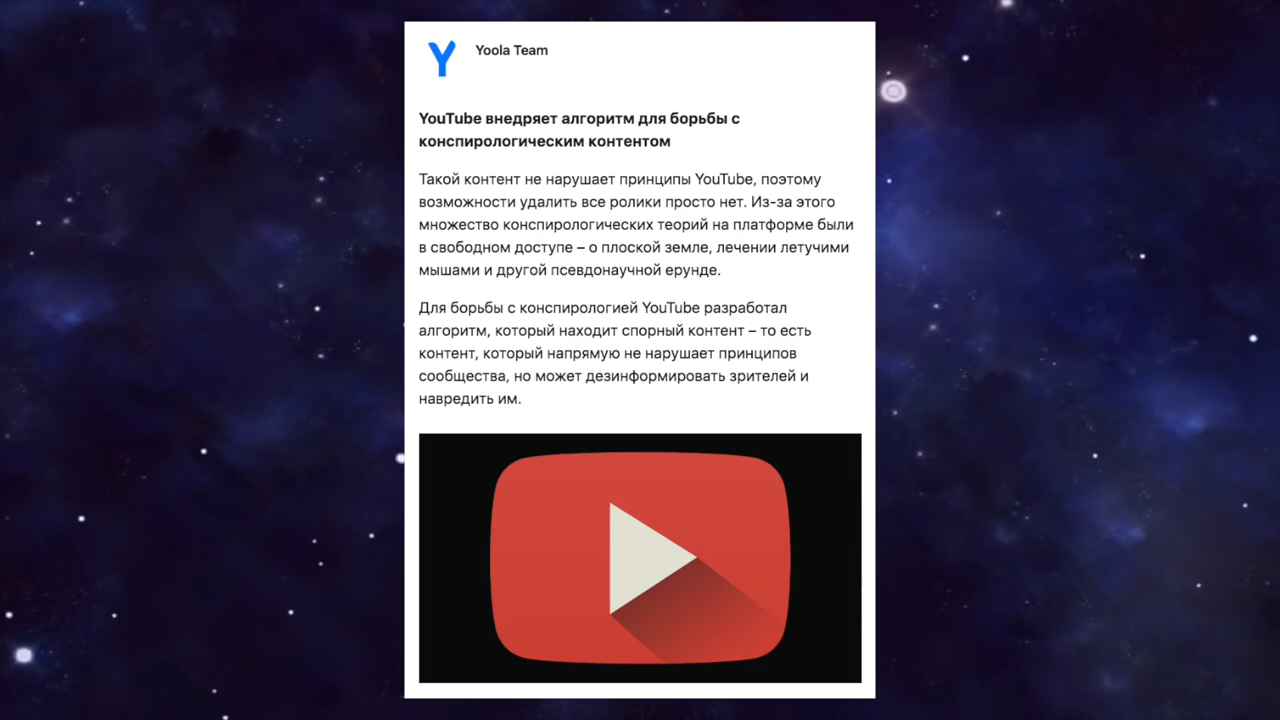 Yoola Team
YouTube внедряет алгоритм для борьбы с
конспирологическим контентом
Такой контент не нарушает принципы YouTube, поэтому
возможности удалить все ролики просто нет. Из-за этого
множество конспирологических теорий на платформе были
в свободном доступе – о плоской земле, лечении летучими
мышами и другой псевдонаучной ерунде.
Для борьбы с конспирологией YouTube разработал
алгоритм, который находит спорный контент – то есть
контент, который напрямую не нарушает принципов
сообщества, но может дезинформировать зрителей и
навредить им.